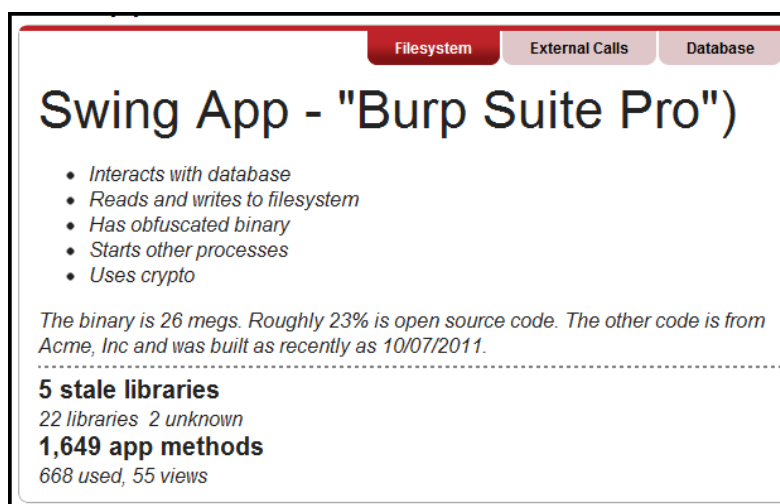 Filesystem External Calls Database
Swing App - "Burp Suite Pro")
• Interacts with database
• Reads and writes to filesystem
• Has obfuscated binary
• Starts other processes
• Uses crypto
The binary is 26 megs. Roughly 23% is open source code. The other code is from
Acme, Inc and was built as recently as 10/07/2011.
5 stale libraries
22 libraries 2 unknown
1,649 app methods
668 used, 55 views